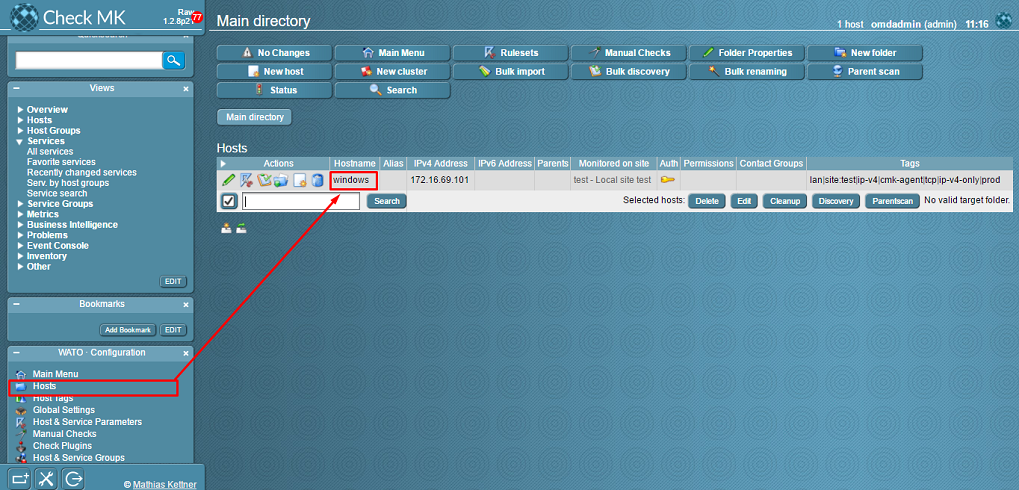 Check MK
Raw
1.2.8p21
77
Main directory
1 host omdadmin (admin) 11:16
No Changes
Main Menu
Rulesets
Manual Checks
Folder Properties
New folder
New host
New cluster
Bulk import
Bulk discovery
Bulk renaming
Parent scan
Status
Search
Main directory
Views
Overview
Hosts
Host Groups
Services
All services
Favorite services
Recently changed services
Serv. by host groups
Service search
Service Groups
Metrics
Business Intelligence
Problems
Event Console
Inventory
Other
EDIT
Bookmarks
Add Bookmark EDIT
WATO · Configuration
Main Menu
Hosts
Host Tags
Global Settings
Host & Service Parameters
Manual Checks
Check Plugins
Host & Service Groups
© Mathias Kettner
Hosts
Actions Hostname Alias IPv4 Address IPv6 Address Parents Monitored on site Auth Permissions Contact Groups Tags
windows 172.16.69.101 test - Local site test lan|site:test|ip-v4|cmk-agent|tcp|ip-v4-only|prod
Search Selected hosts: Delete Edit Cleanup Discovery Parentscan No valid target folder.